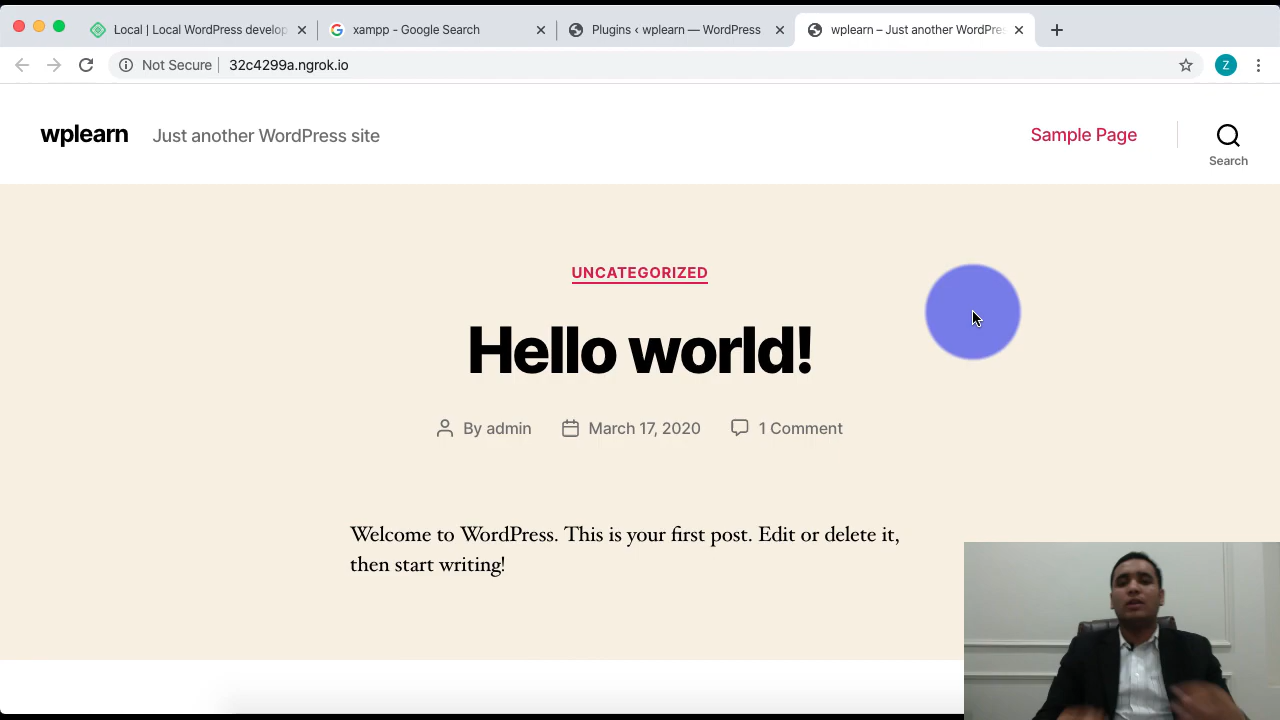 Local | Local WordPress develop
xampp - Google Search
Plugins ‹ wplearn — WordPress
wplearn – Just another WordPre
Not Secure
32c4299a.ngrok.io
Z
wplearn
Just another WordPress site
Sample Page
Search
UNCATEGORIZED
Hello world!
By admin
March 17, 2020
1 Comment
Welcome to WordPress. This is your first post. Edit or delete it,
then start writing!